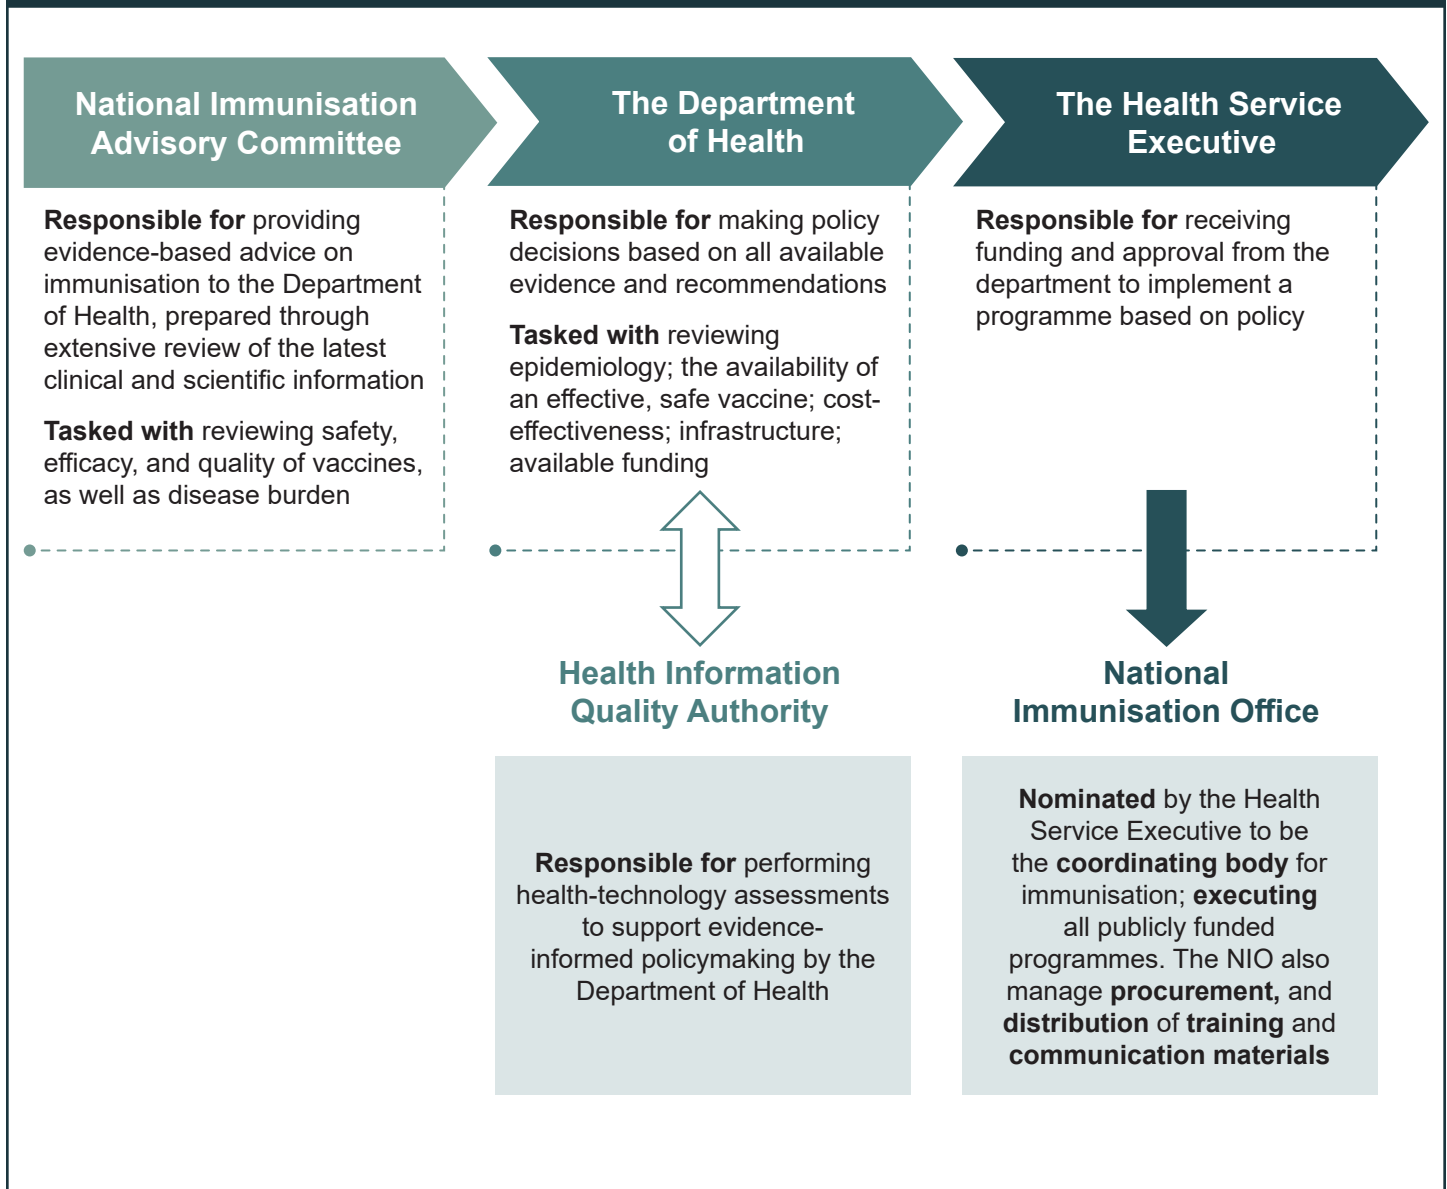 National Immunisation
Advisory Committee
Responsible for providing
evidence-based advice on
immunisation to the Department
of Health, prepared through
extensive review of the latest
clinical and scientific information
Tasked with reviewing safety,
efficacy, and quality of vaccines,
as well as disease burden
The Department
of Health
Responsible for making policy
decisions based on all available
evidence and recommendations
Tasked with reviewing
epidemiology; the availability of
an effective, safe vaccine; cost-
effectiveness; infrastructure;
available funding
Health Information
Quality Authority
Responsible for performing
health-technology assessments
to support evidence-
informed policymaking by the
Department of Health
The Health Service
Executive
Responsible for receiving
funding and approval from the
department to implement a
programme based on policy
National
Immunisation Office
Nominated by the Health
Service Executive to be
the coordinating body for
immunisation; executing
all publicly funded
programmes. The NIO also
manage procurement, and
distribution of training and
communication materials